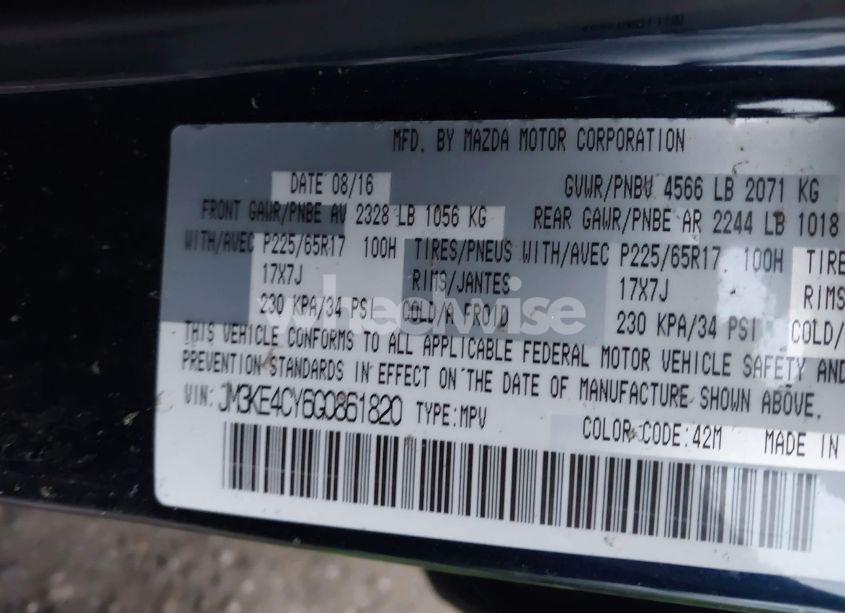 MFD. BY MAZDA MOTOR CORPORATION
DATE 08/16 GVWR/PNBV 4566 LB 2071 KG
FRONT GAWR/PNBE AV 2328 LB 1056 KG REAR GAWR/PNBE AR 2244 LB 1018
WITH/AVEC P225/65R17 100H TIRES/PNEUS WITH/AVEC P225/65R17 100H TIRE
17X7J RIMS/JANTES 17X7J RIMS
230 KPA/34 PSI COLD/A FROID 230 KPA/34 PSI COLD/
wheelwise
THIS VEHICLE CONFORMS TO ALL APPLICABLE FEDERAL MOTOR VEHICLE SAFETY AND
PREVENTION STANDARDS IN EFFECT ON THE DATE OF MANUFACTURE SHOWN ABOVE.
VIN: JM3KE4CY6G0861820 TYPE:MPV
COLOR CODE:42M MADE IN